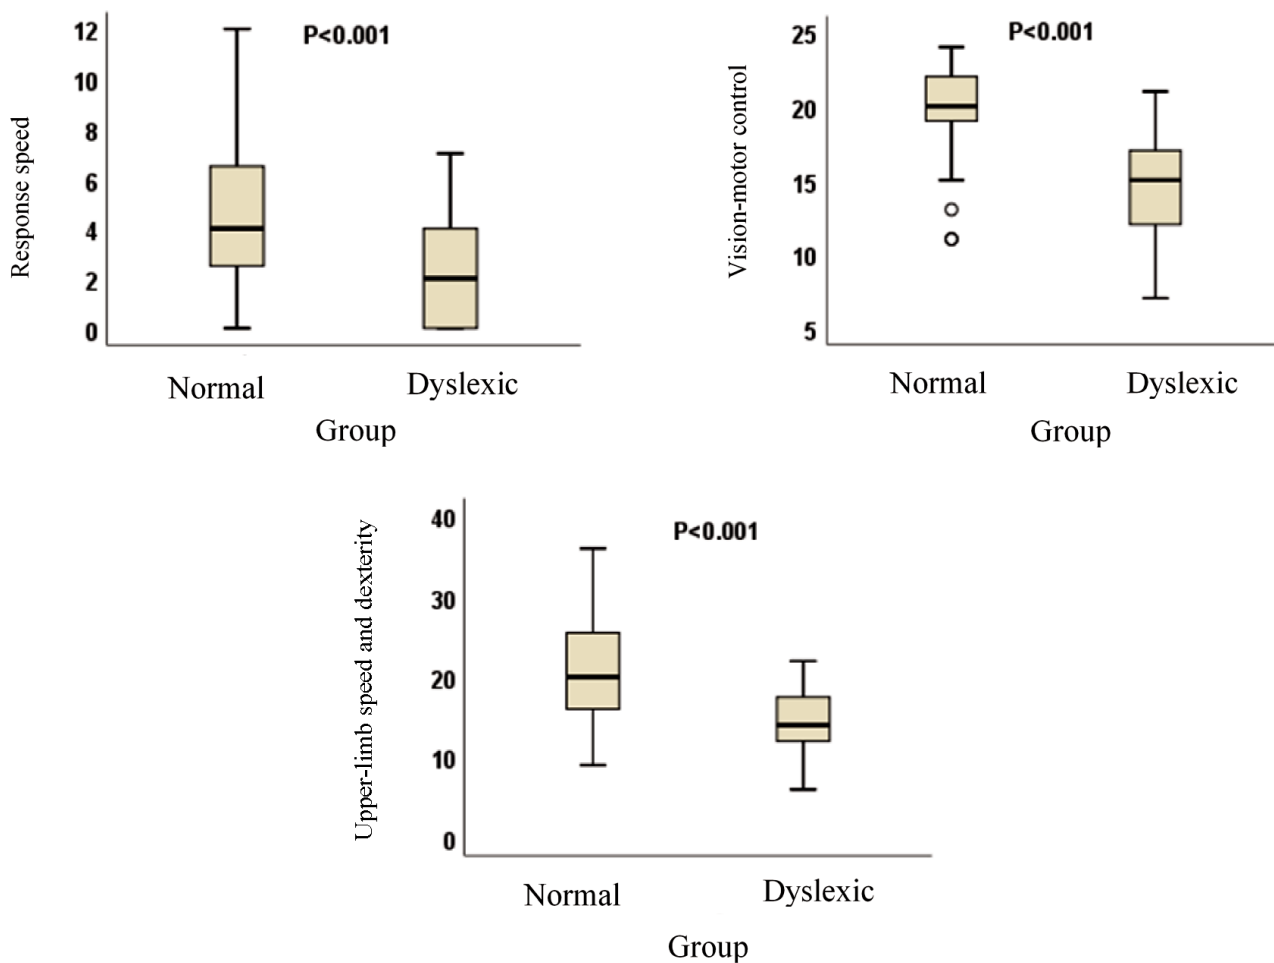 Response speed
12
10
8
6
4
2
0
P<0.001
Normal
Dyslexic
Group
Vision-motor control
25
20
15
10
5
P<0.001
Normal
Dyslexic
Group
Upper-limb speed and dexterity
40
30
20
10
0
P<0.001
Normal
Dyslexic
Group